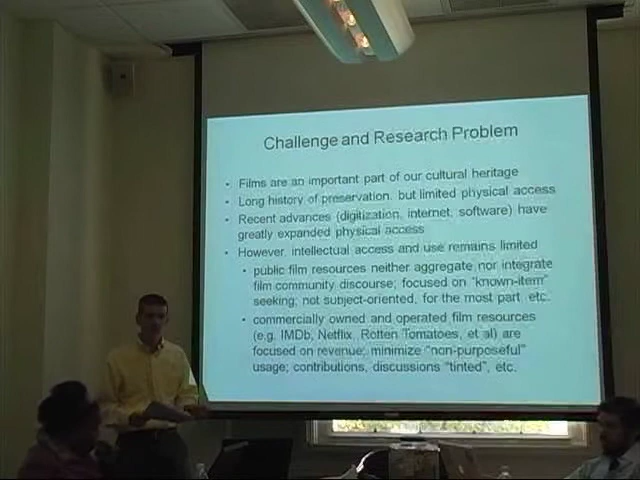 Challenge and Research Problem
• Films are an important part of our cultural heritage
• Long history of preservation, but limited physical access
• Recent advances (digitization, internet, software) have
greatly expanded physical access
• However, intellectual access and use remains limited
• public film resources neither aggregate nor integrate
film community discourse; focused on "known-item"
seeking; not subject-oriented, for the most part, etc.
• commercially owned and operated film resources
(e.g. IMDb, Netflix, Rotten Tomatoes, et al) are
focused on revenue; minimize "non-purposeful"
usage; contributions, discussions "tinted", etc.